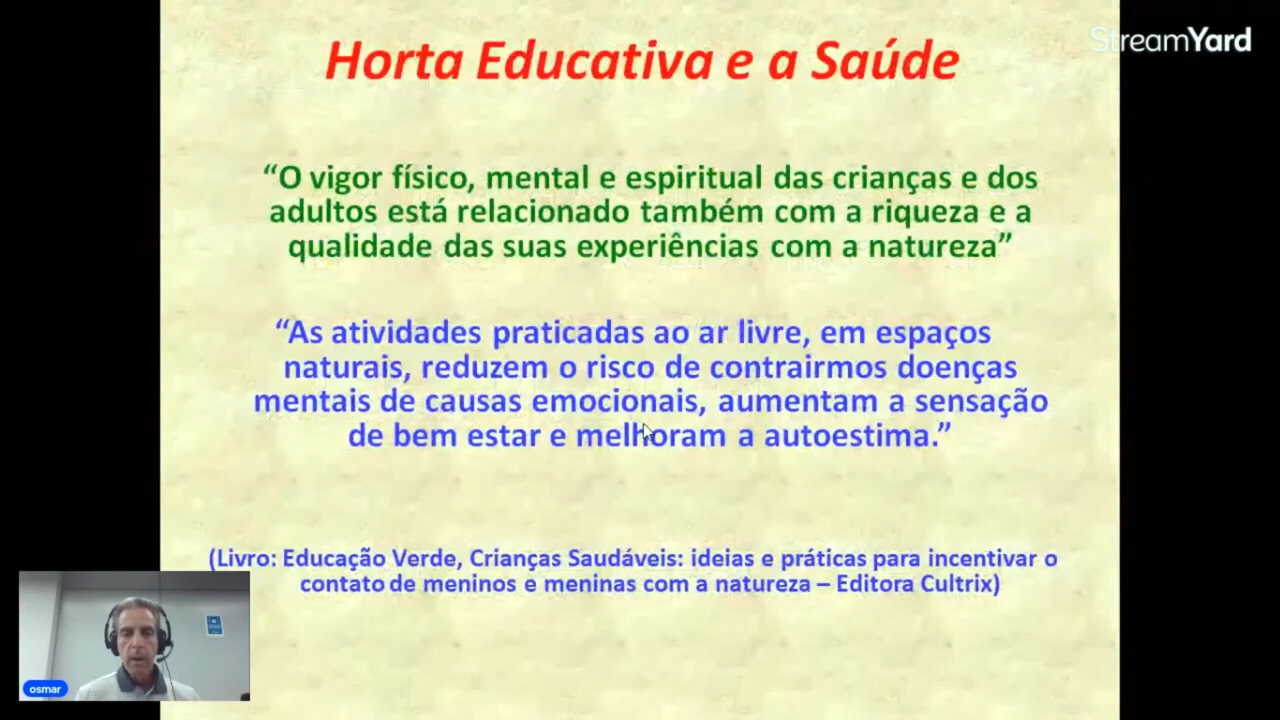 StreamYard
Horta Educativa e a Saúde
“O vigor físico, mental e espiritual das crianças e dos
adultos está relacionado também com a riqueza e a
qualidade das suas experiências com a natureza”
“As atividades praticadas ao ar livre, em espaços
naturais, reduzem o risco de contrairmos doenças
mentais de causas emocionais, aumentam a sensação
de bem estar e melhoram a autoestima.”
(Livro: Educação Verde, Crianças Saudáveis: ideias e práticas para incentivar o
contato de meninos e meninas com a natureza – Editora Cultrix)
osmar